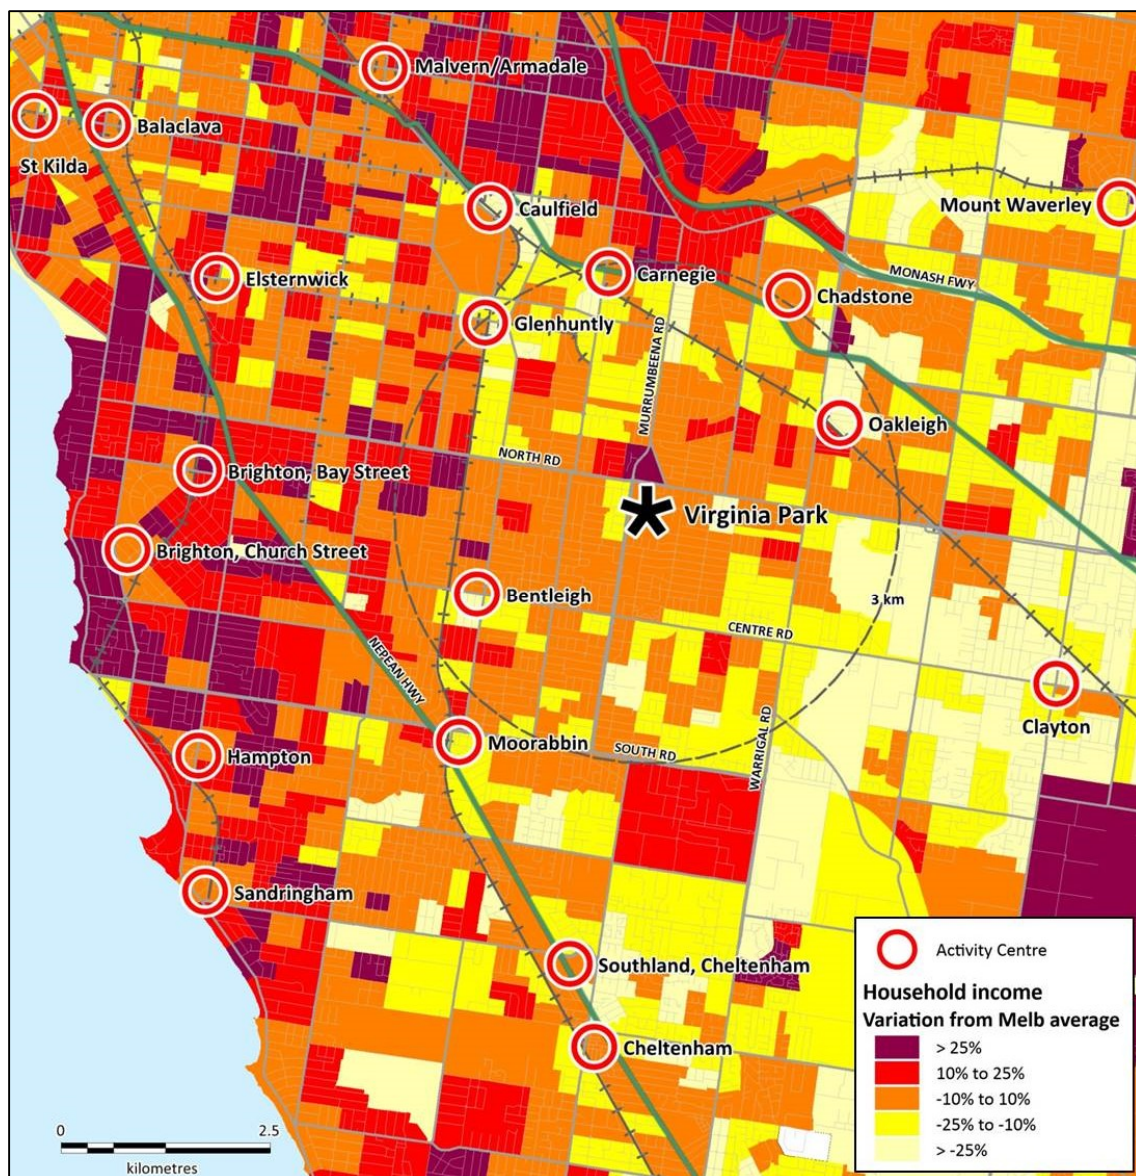 Malvern/Armadale
Balaclava
St Kilda
Caulfield
Mount Waverley
Elsternwick
Carnegie
MONASH FWY
Chadstone
Glenhuntly
MURRUMBEENA RD
Oakleigh
NORTH RD
Brighton, Bay Street
Virginia Park
Brighton, Church Street
Bentleigh
3 km
CENTRE RD
NEPEAN HWY
Clayton
WARRIGAL RD
Moorabbin
SOUTH RD
Hampton
Sandringham
Southland, Cheltenham
Cheltenham
Activity Centre
Household income
Variation from Melb average
> 25%
10% to 25%
-10% to 10%
-25% to -10%
> -25%
0 2.5
kilometres